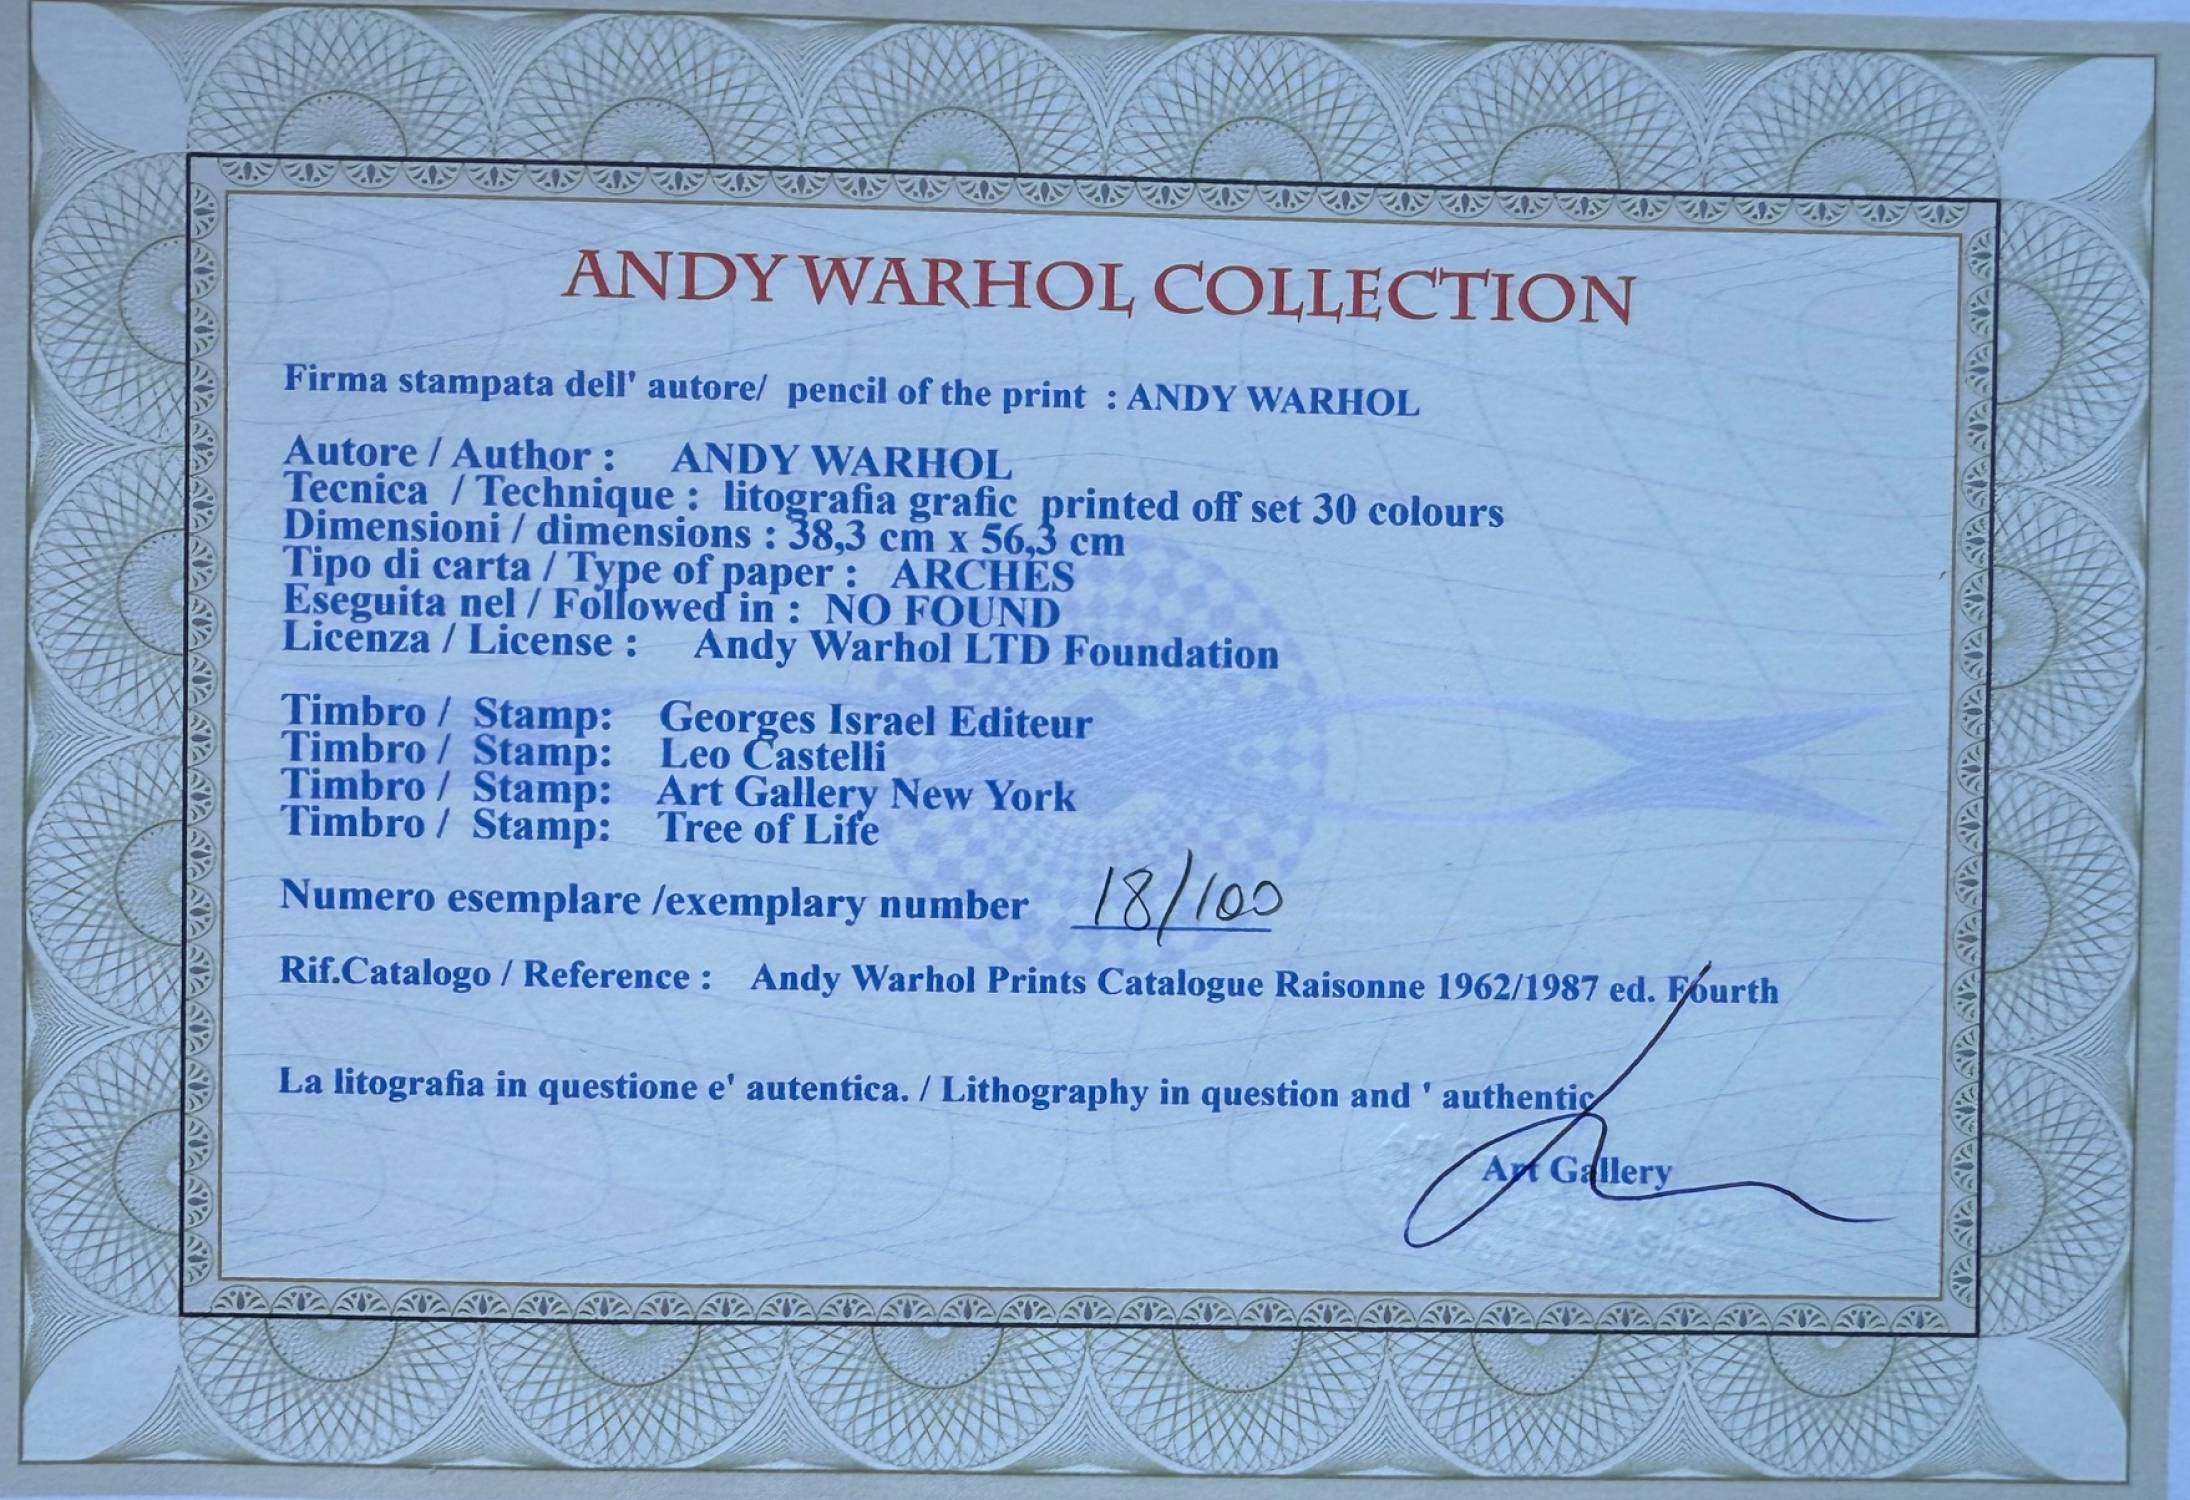 ANDY WARHOL COLLECTION
Firma stampata dell' autore/ pencil of the print : ANDY WARHOL
Autore / Author : ANDY WARHOL
Tecnica / Technique : litografia grafic printed off set 30 colours
Dimensioni / dimensions : 38,3 cm x 56,3 cm
Tipo di carta / Type of paper : ARCHES
Eseguita nel / Followed in : NO FOUND
Licenza / License : Andy Warhol LTD Foundation
Timbro / Stamp: Georges Israel Editeur
Timbro / Stamp: Leo Castelli
Timbro / Stamp: Art Gallery New York
Timbro / Stamp: Tree of Life
Numero esemplare /exemplary number 18/100
Rif.Catalogo / Reference : Andy Warhol Prints Catalogue Raisonne 1962/1987 ed. Fourth
La litografia in questione e' autentica. / Lithography in question and ' authentic
Art Gallery
25th Street